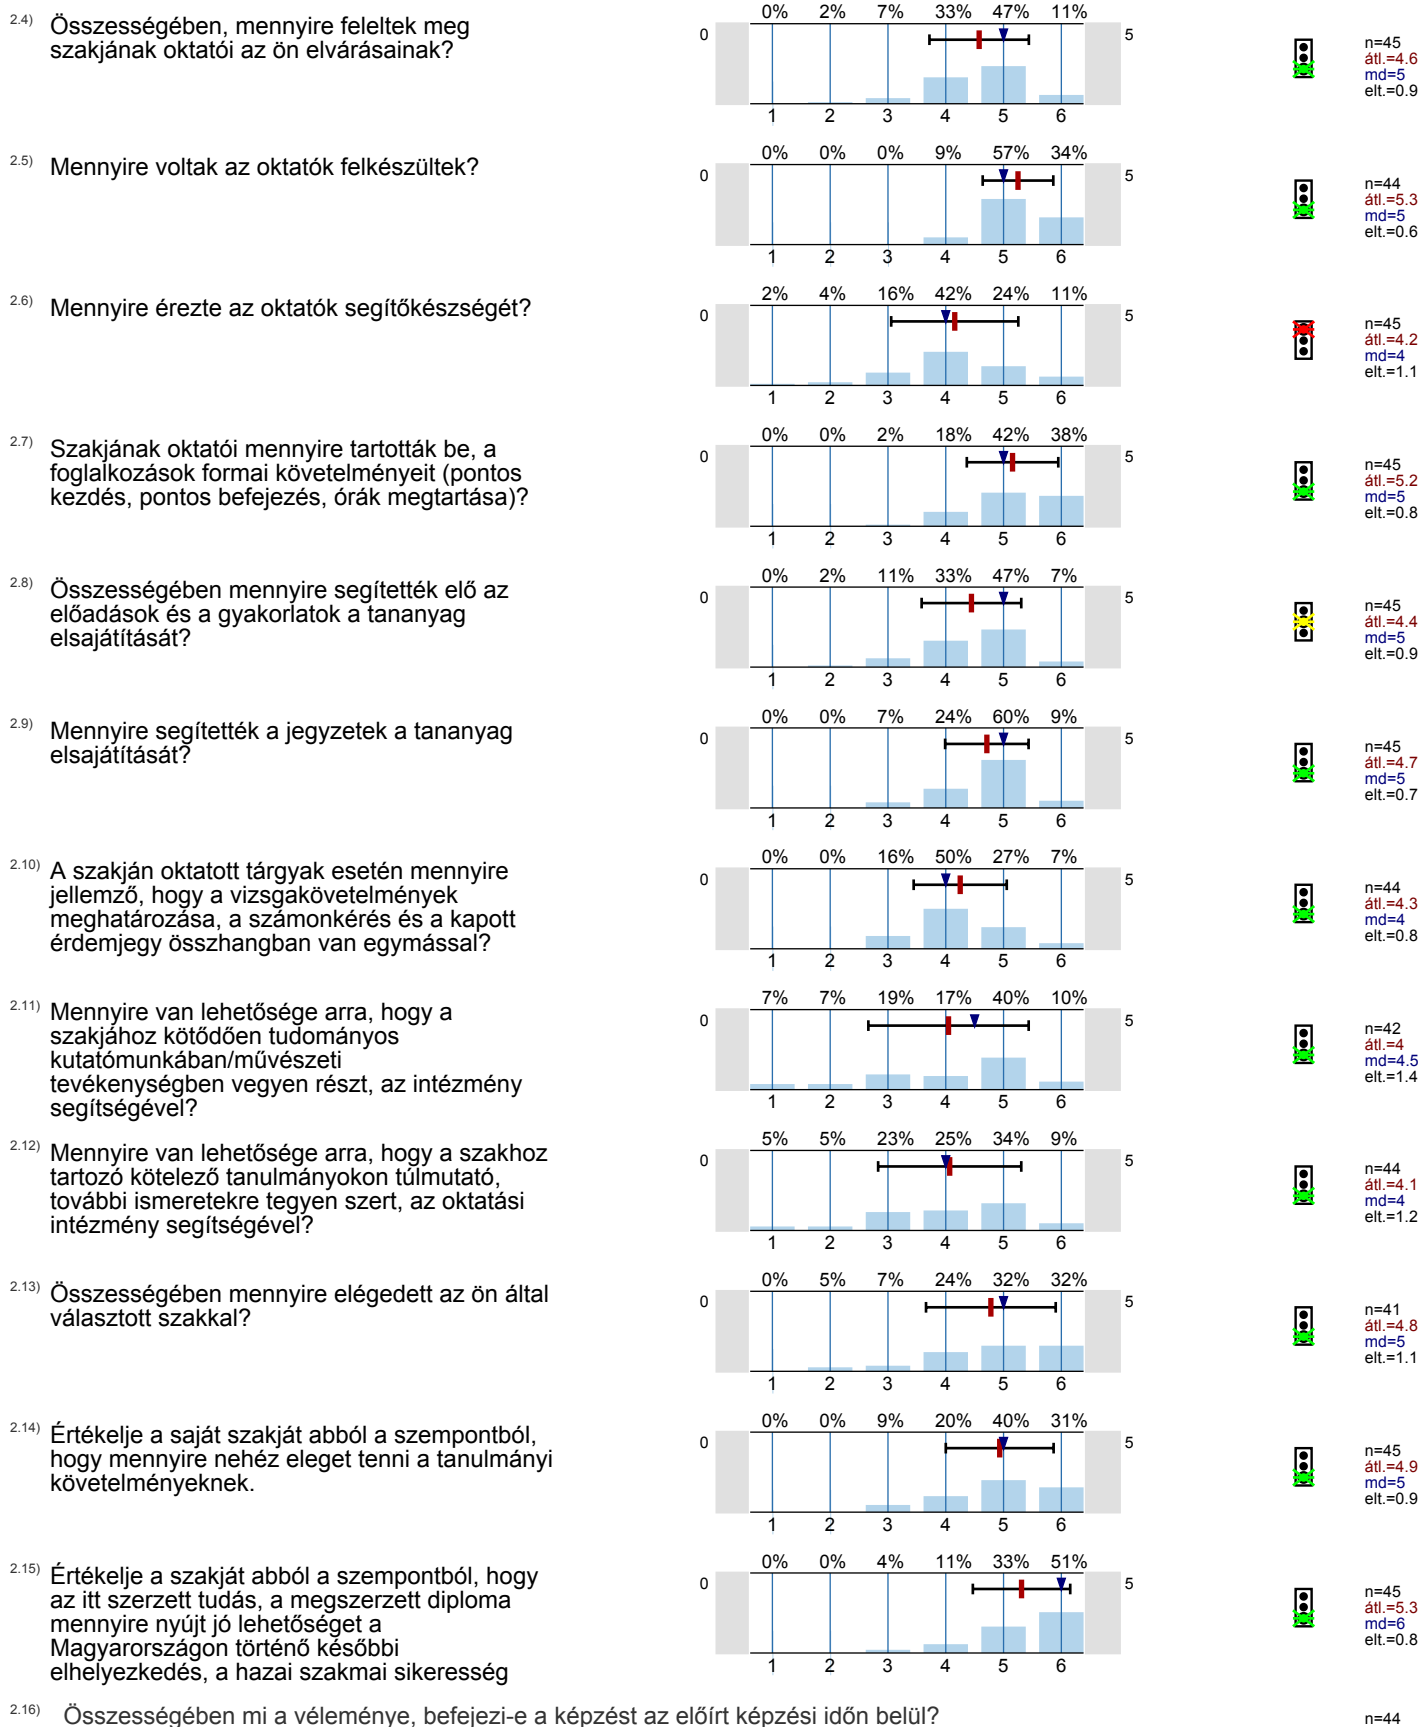 2.4) Összességében, mennyire feleltek meg
szakjának oktatói az ön elvárásainak?
0% 2% 7% 33% 47% 11%
0 5
1 2 3 4 5 6
n=45
átl.=4.6
md=5
elt.=0.9
2.5) Mennyire voltak az oktatók felkészültek?
0% 0% 0% 9% 57% 34%
0 5
1 2 3 4 5 6
n=44
átl.=5.3
md=5
elt.=0.6
2.6) Mennyire érezte az oktatók segítőkészségét?
2% 4% 16% 42% 24% 11%
0 5
1 2 3 4 5 6
n=45
átl.=4.2
md=4
elt.=1.1
2.7) Szakjának oktatói mennyire tartották be, a
foglalkozások formai követelményeit (pontos
kezdés, pontos befejezés, órák megtartása)?
0% 0% 2% 18% 42% 38%
0 5
1 2 3 4 5 6
n=45
átl.=5.2
md=5
elt.=0.8
2.8) Összességében mennyire segítették elő az
előadások és a gyakorlatok a tananyag
elsajátítását?
0% 2% 11% 33% 47% 7%
0 5
1 2 3 4 5 6
n=45
átl.=4.4
md=5
elt.=0.9
2.9) Mennyire segítették a jegyzetek a tananyag
elsajátítását?
0% 0% 7% 24% 60% 9%
0 5
1 2 3 4 5 6
n=45
átl.=4.7
md=5
elt.=0.7
2.10) A szakján oktatott tárgyak esetén mennyire
jellemző, hogy a vizsgakövetelmények
meghatározása, a számonkérés és a kapott
érdemjegy összhangban van egymással?
0% 0% 16% 50% 27% 7%
0 5
1 2 3 4 5 6
n=44
átl.=4.3
md=4
elt.=0.8
2.11) Mennyire van lehetősége arra, hogy a
szakjához kötődően tudományos
kutatómunkában/művészeti
tevékenységben vegyen részt, az intézmény
segítségével?
7% 7% 19% 17% 40% 10%
0 5
1 2 3 4 5 6
n=42
átl.=4
md=4.5
elt.=1.4
2.12) Mennyire van lehetősége arra, hogy a szakhoz
tartozó kötelező tanulmányokon túlmutató,
további ismeretekre tegyen szert, az oktatási
intézmény segítségével?
5% 5% 23% 25% 34% 9%
0 5
1 2 3 4 5 6
n=44
átl.=4.1
md=4
elt.=1.2
2.13) Összességében mennyire elégedett az ön által
választott szakkal?
0% 5% 7% 24% 32% 32%
0 5
1 2 3 4 5 6
n=41
átl.=4.8
md=5
elt.=1.1
2.14) Értékelje a saját szakját abból a szempontból,
hogy mennyire nehéz eleget tenni a tanulmányi
követelményeknek.
0% 0% 9% 20% 40% 31%
0 5
1 2 3 4 5 6
n=45
átl.=4.9
md=5
elt.=0.9
2.15) Értékelje a szakját abból a szempontból, hogy
az itt szerzett tudás, a megszerzett diploma
mennyire nyújt jó lehetőséget a
Magyarországon történő későbbi
elhelyezkedés, a hazai szakmai sikeresség
0% 0% 4% 11% 33% 51%
0 5
1 2 3 4 5 6
n=45
átl.=5.3
md=6
elt.=0.8
2.16) Összességében mi a véleménye, befejezi-e a képzést az előírt képzési időn belül?
n=44